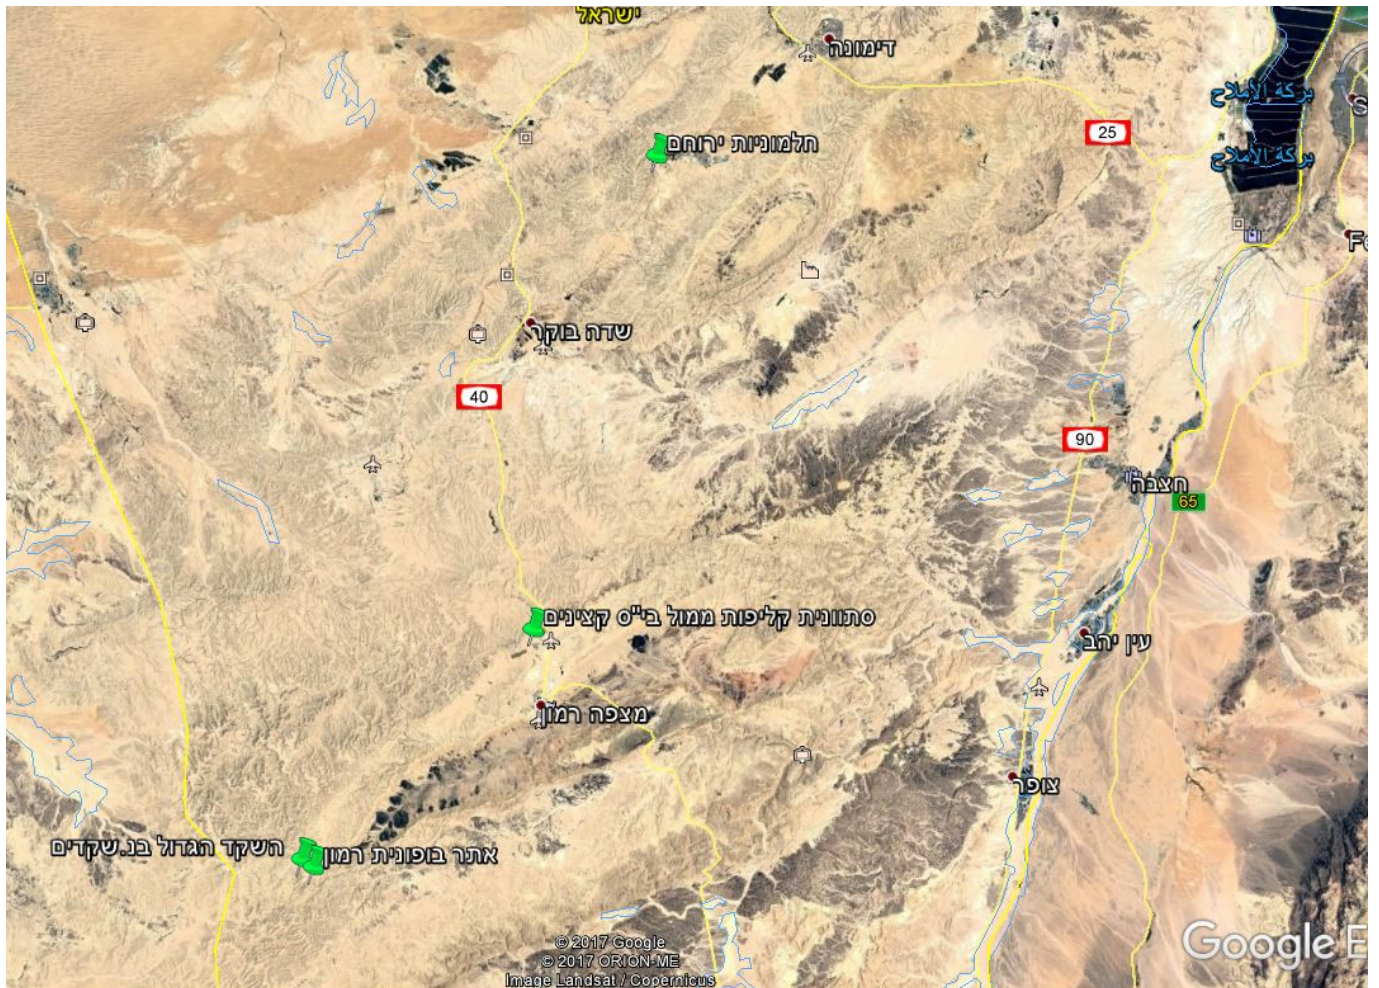 ישראל
דימונה
بركة الأملاح
S
25
חלמוניות ירוחם
بركة الأملاح
Fe
שדה בוקר
40
90
חצבה
65
סתוונית קליפות ממול בי"ס קצינים
עין יהב
מצפה רמון
צופר
השקד הגדול בנ.שקדים
אתר בופונית רמון
Google E
© 2017 Google
© 2017 ORION-ME
Image Landsat / Copernicus